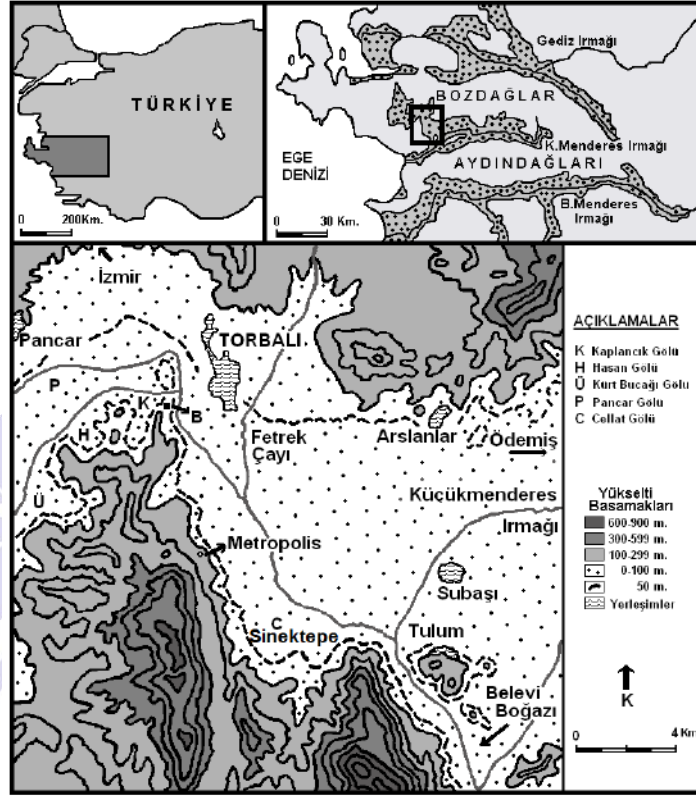 TÜRKİYE
0 200Km.
Gediz Irmağı
BOZDAĞLAR
K.Menderes Irmağı
EGE
DENİZİ
AYDINDAĞLARI
B.Menderes
Irmağı
0 30 Km.
İzmir
Pancar
TORBALI
P
K
B
H
Fetrek
Çayı
Arslanlar
Ödemiş
Ü
Küçükmenderes
Irmağı
Metropolis
Subaşı
C
Sinektepe
Tulum
Belevi
Boğazı
AÇIKLAMALAR
K Kaplancık Gölü
H Hasan Gölü
Ü Kurt Bucağı Gölü
P Pancar Gölü
C Cellat Gölü
Yükselti
Basamakları
600-900 m.
300-599 m.
100-299 m.
0-100 m.
50 m.
Yerleşimler
K
0 4 Km